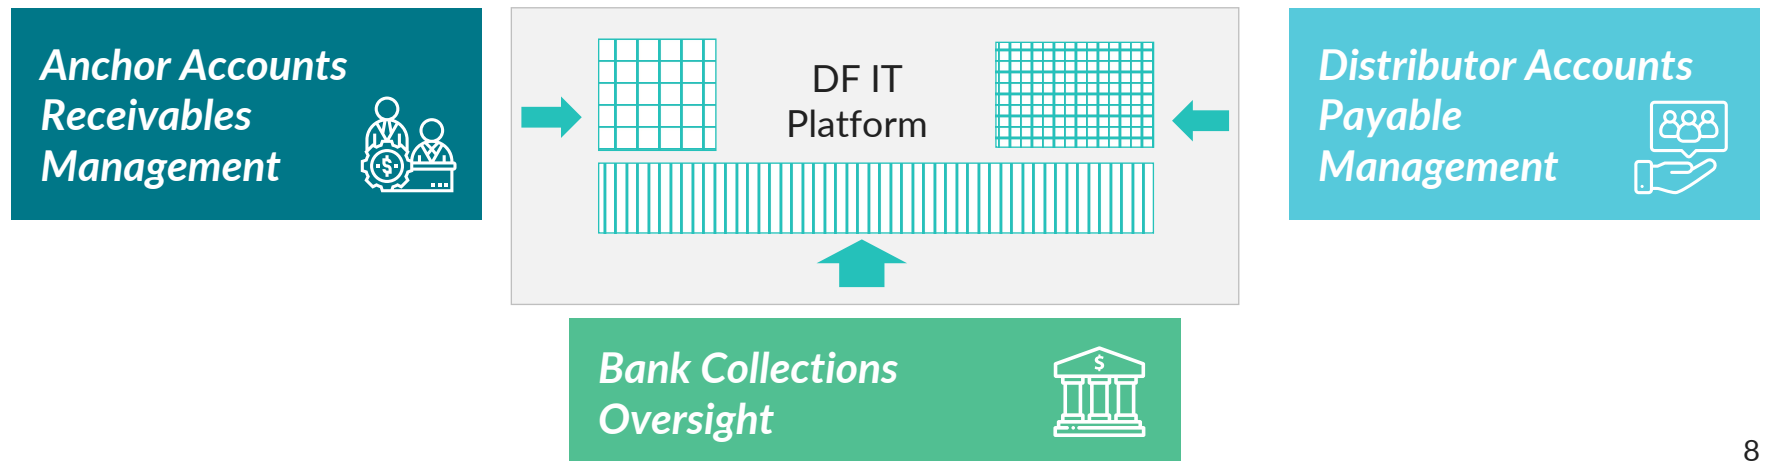 Anchor Accounts
Receivables
Management
$
DF IT
Platform
Distributor Accounts
Payable
Management
Bank Collections
Oversight
$
8